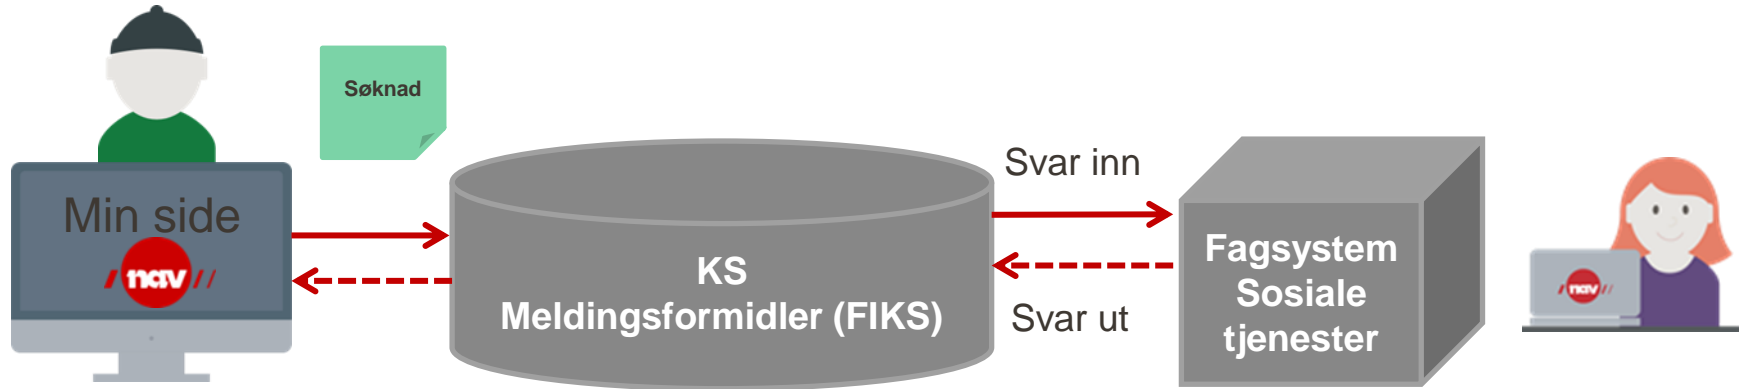 Søknad
Min side
nav
KS
Meldingsformidler (FIKS)
Svar inn
Svar ut
Fagsystem
Sosiale
tjenester
nav